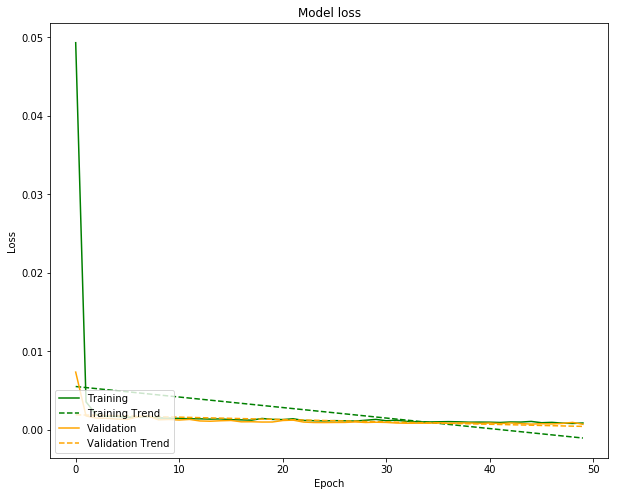 Model loss
0.05
0.04
0.03
0.02
0.01
0.00
Loss
Training
Training Trend
Validation
Validation Trend
0 10 20 30 40 50
Epoch